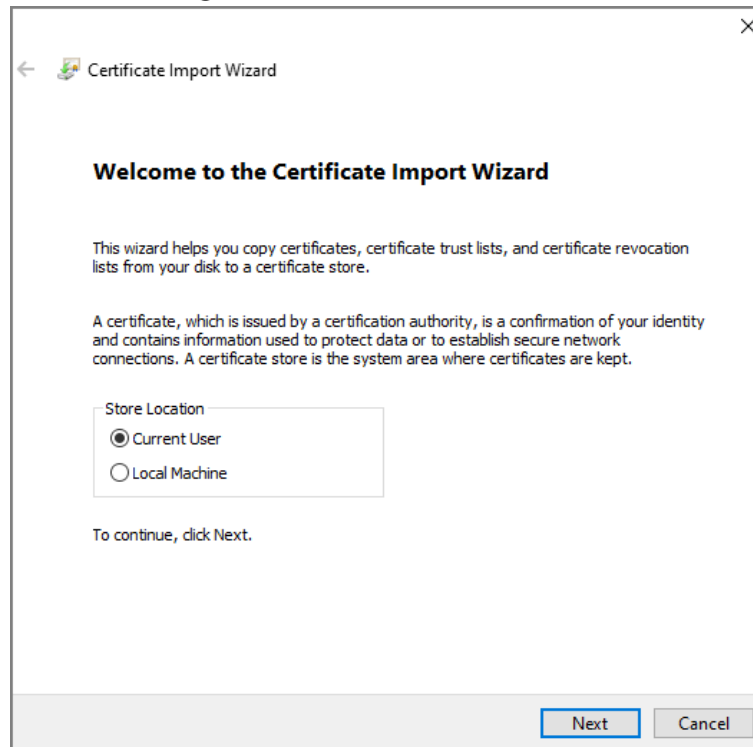 Certificate Import Wizard
Welcome to the Certificate Import Wizard
This wizard helps you copy certificates, certificate trust lists, and certificate revocation
lists from your disk to a certificate store.
A certificate, which is issued by a certification authority, is a confirmation of your identity
and contains information used to protect data or to establish secure network
connections. A certificate store is the system area where certificates are kept.
Store Location
Current User
Local Machine
To continue, click Next.
Next Cancel